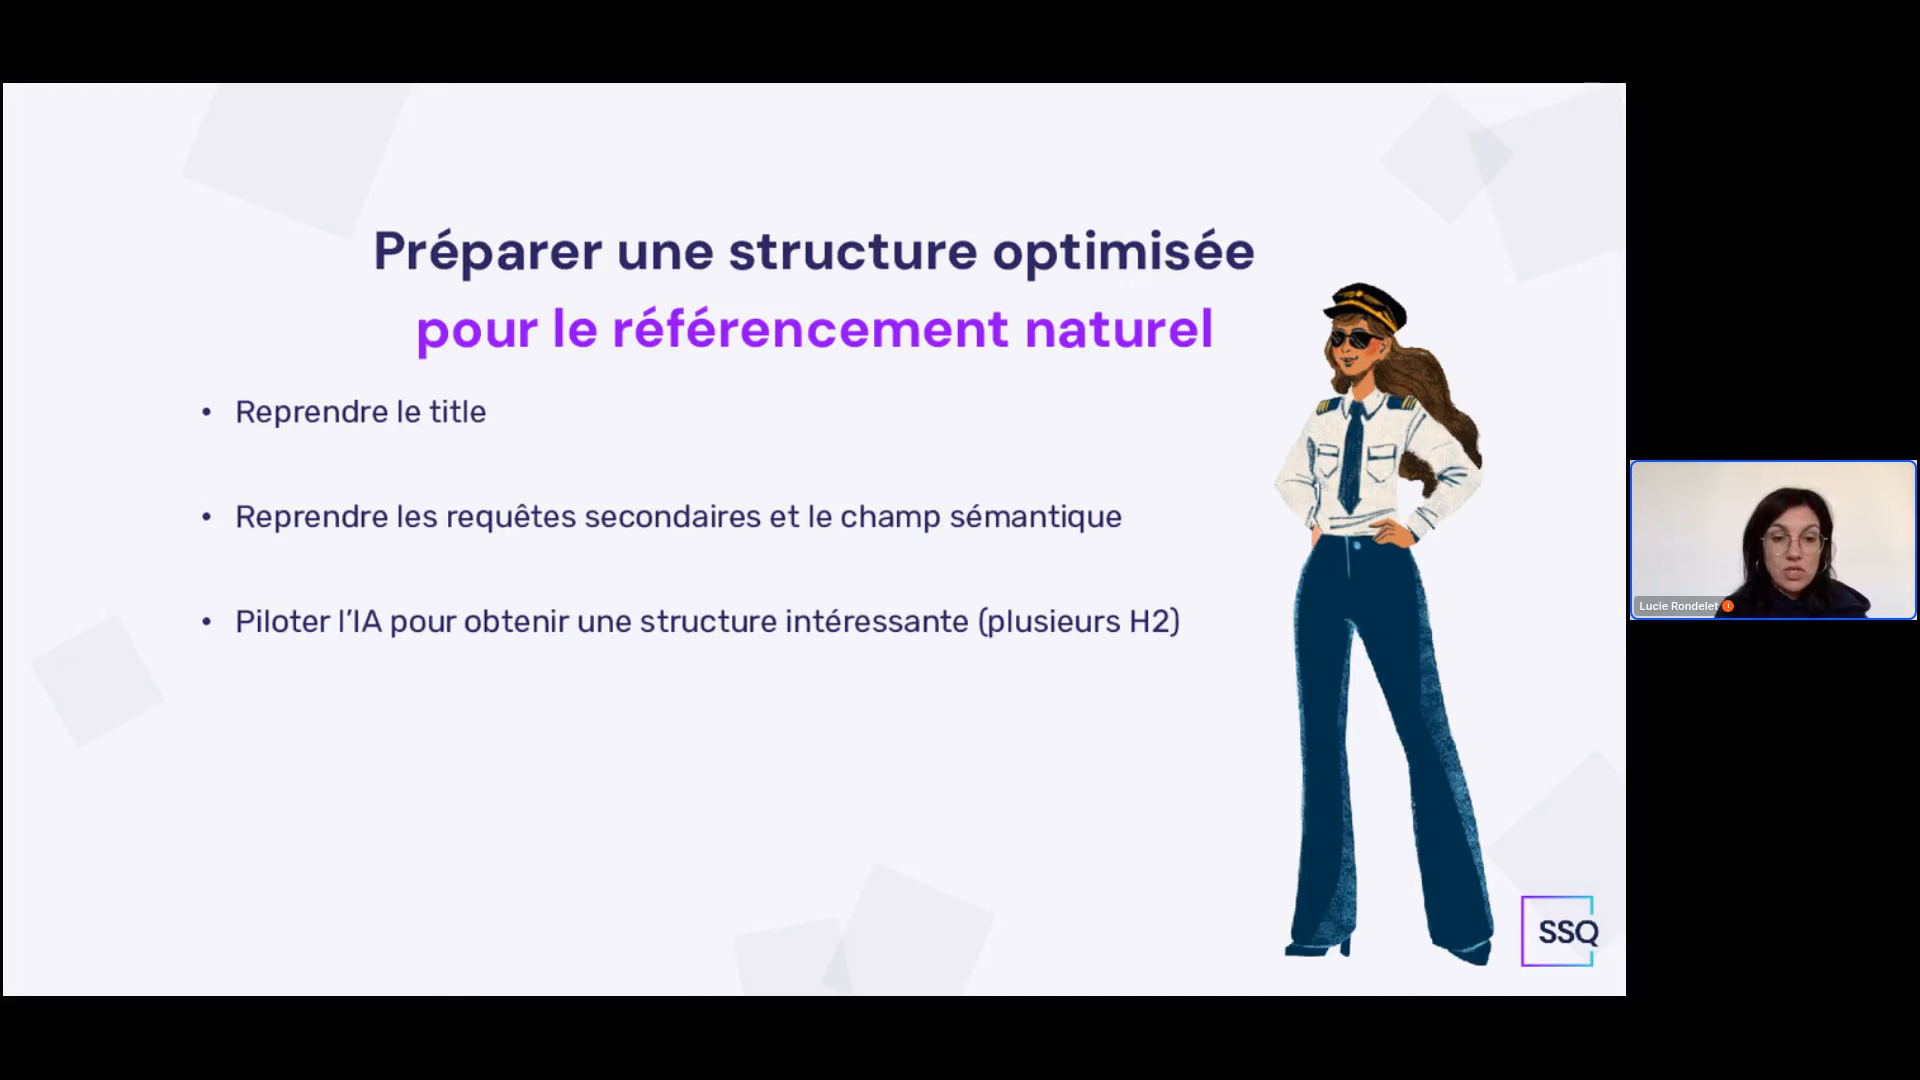 Préparer une structure optimisée
pour le référencement naturel
• Reprendre le title
• Reprendre les requêtes secondaires et le champ sémantique
• Piloter l'IA pour obtenir une structure intéressante (plusieurs H2)
Lucie Rondelet
SSQ